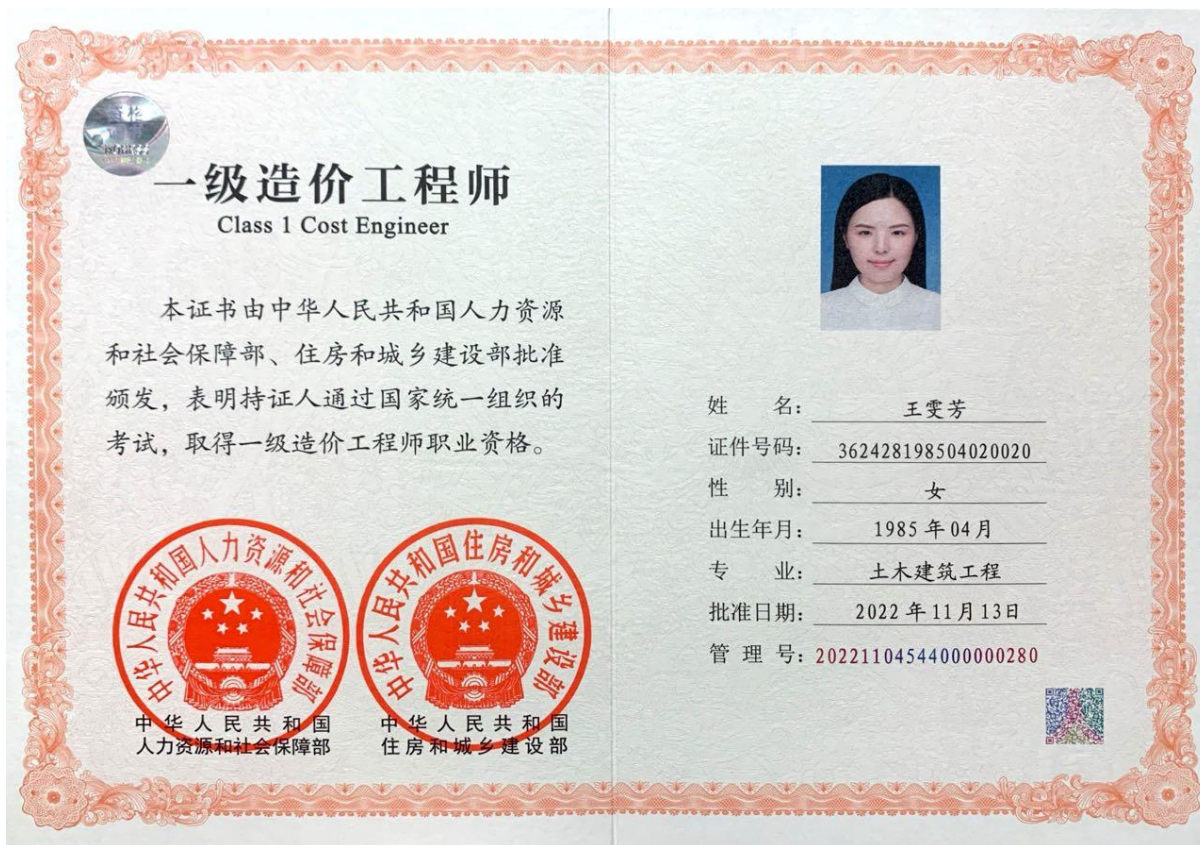 一级造价工程师
Class 1 Cost Engineer
本证书由中华人民共和国人力资源
和社会保障部、住房和城乡建设部批准
颁发，表明持证人通过国家统一组织的
考试，取得一级造价工程师职业资格。
中华人民共和国人力资源和社会保障部
中华人民共和国
人力资源和社会保障部
中华人民共和国住房和城乡建设部
中华人民共和国
住房和城乡建设部
姓名：王雯芳
证件号码：362428198504020020
性别：女
出生年月：1985年04月
专业：土木建筑工程
批准日期：2022年11月13日
管理号：20221104544000000280